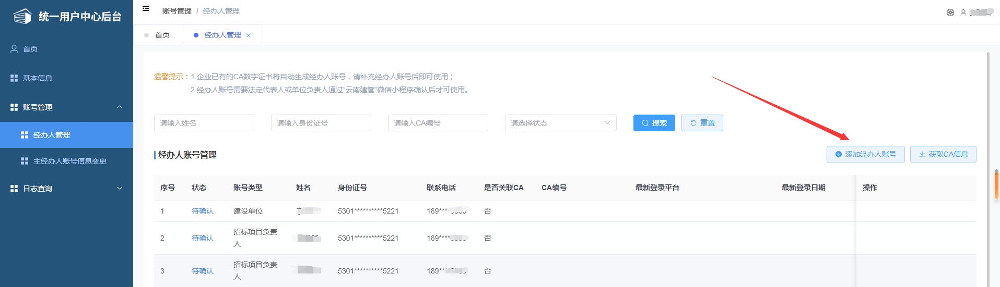 统一用户中心后台
账号管理 / 经办人管理
首页
经办人管理 ×
首页
基本信息
账号管理
经办人管理
主经办人账号信息变更
日志查询
温馨提示：1.企业已有的CA数字证书将自动生成经办人账号，请补充经办人账号后即可使用；
2.经办人账号需要法定代表人或单位负责人通过“云南建管”微信小程序确认后才可使用。
请输入姓名 请输入身份证号 请输入CA编号 请选择状态 搜索 重置
经办人账号管理 添加经办人账号 获取CA信息
序号 状态 账号类型 姓名 身份证号 联系电话 是否关联CA CA编号 最新登录平台 最新登录日期 操作
1 待确认 建设单位 5301**********5221 189**** 否
2 待确认 招标项目负责人 5301**********5221 189**** 否
3 待确认 招标项目负责人 5301**********5221 189**** 否